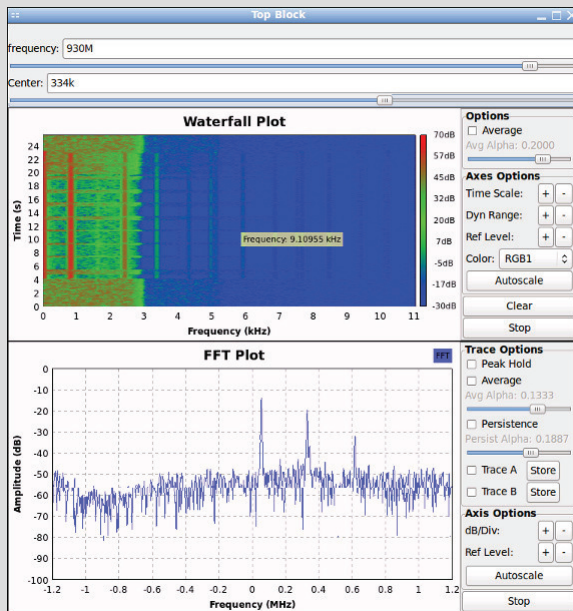 Top Block
frequency: 930M
Center: 334k
Waterfall Plot
Time (s)
24
22
20
18
16
14
12
10
8
6
4
2
0
0 1 2 3 4 5 6 7 8 9 10 11
Frequency (kHz)
Frequency: 9.10955 kHz
70dB
57dB
45dB
32dB
20dB
7dB
-5dB
-17dB
-30dB
Options
Average
Avg Alpha: 0.2000
Axes Options
Time Scale: + -
Dyn Range: + -
Ref Level: + -
Color: RGB1
Autoscale
Clear
Stop
FFT Plot
FFT
Amplitude (dB)
0
-10
-20
-30
-40
-50
-60
-70
-80
-90
-100
-1.2 -1 -0.8 -0.6 -0.4 -0.2 0 0.2 0.4 0.6 0.8 1 1.2
Frequency (MHz)
Trace Options
Peak Hold
Average
Avg Alpha: 0.1333
Persistence
Persist Alpha: 0.1887
Trace A Store
Trace B Store
Axis Options
dB/Div: + -
Ref Level: + -
Autoscale
Stop